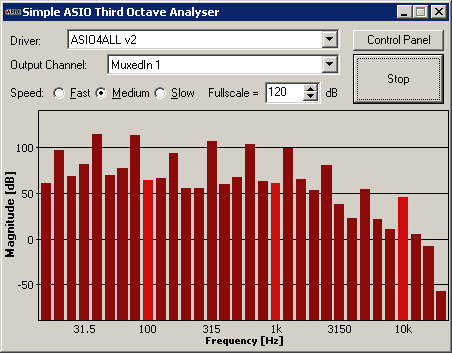 Simple ASIO Third Octave Analyser
Driver: ASIO4ALL v2 Control Panel
Output Channel: MuxedIn 1
Stop
Speed: Fast Medium Slow Fullscale = 120 dB
100
50
0
-50
Magnitude [dB]
31.5 100 315 1k 3150 10k
Frequency [Hz]